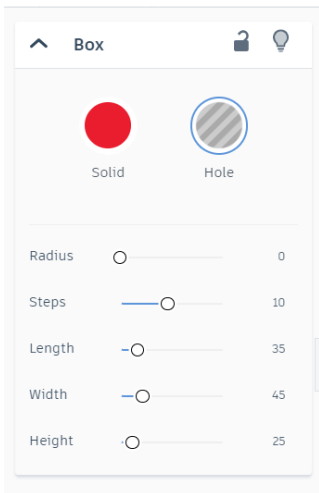 Box
Solid Hole
Radius 0
Steps 10
Length 35
Width 45
Height 25